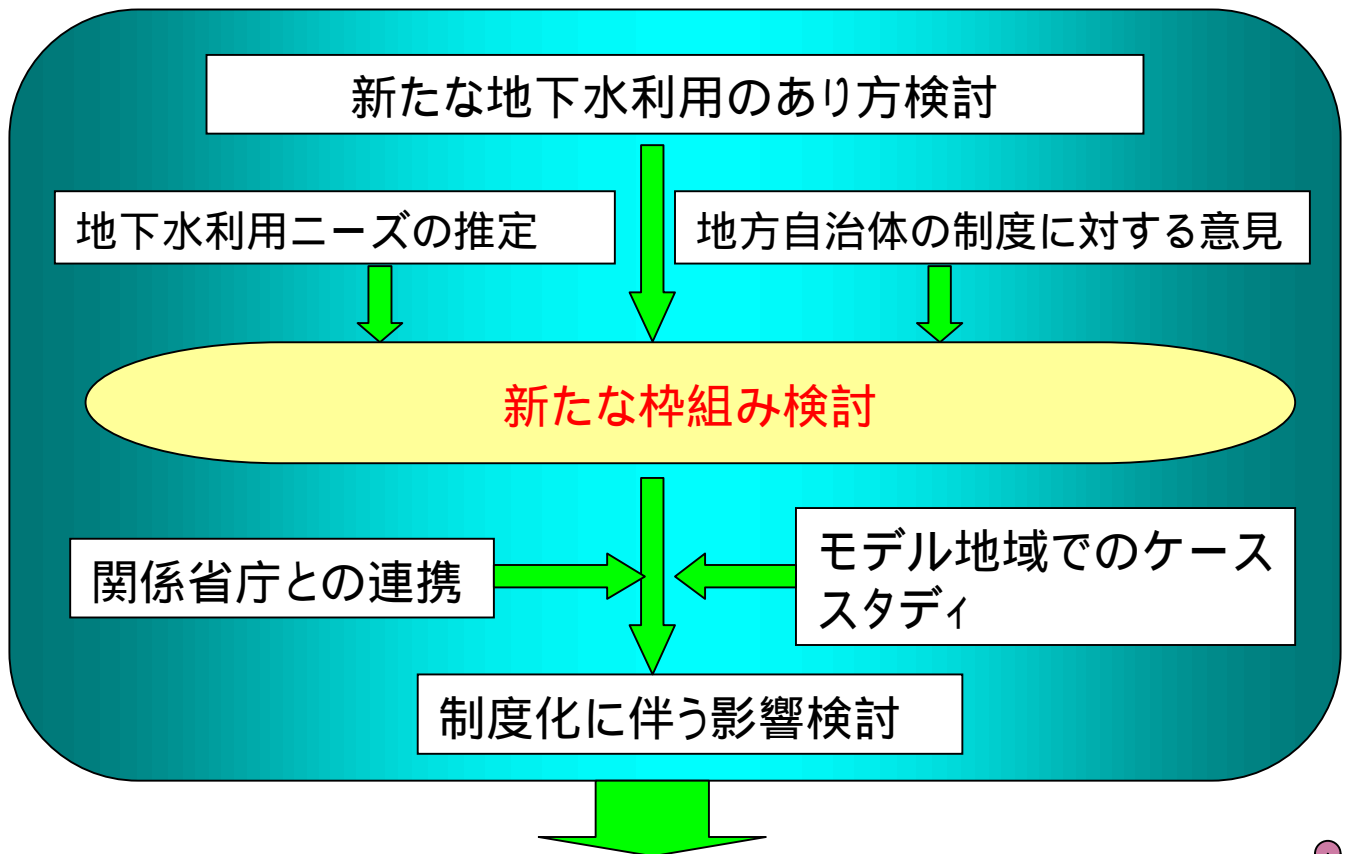 新たな地下水利用のあり方検討
地下水利用ニーズの推定
地方自治体の制度に対する意見
新たな枠組み検討
関係省庁との連携
モデル地域でのケース
スタディ
制度化に伴う影響検討